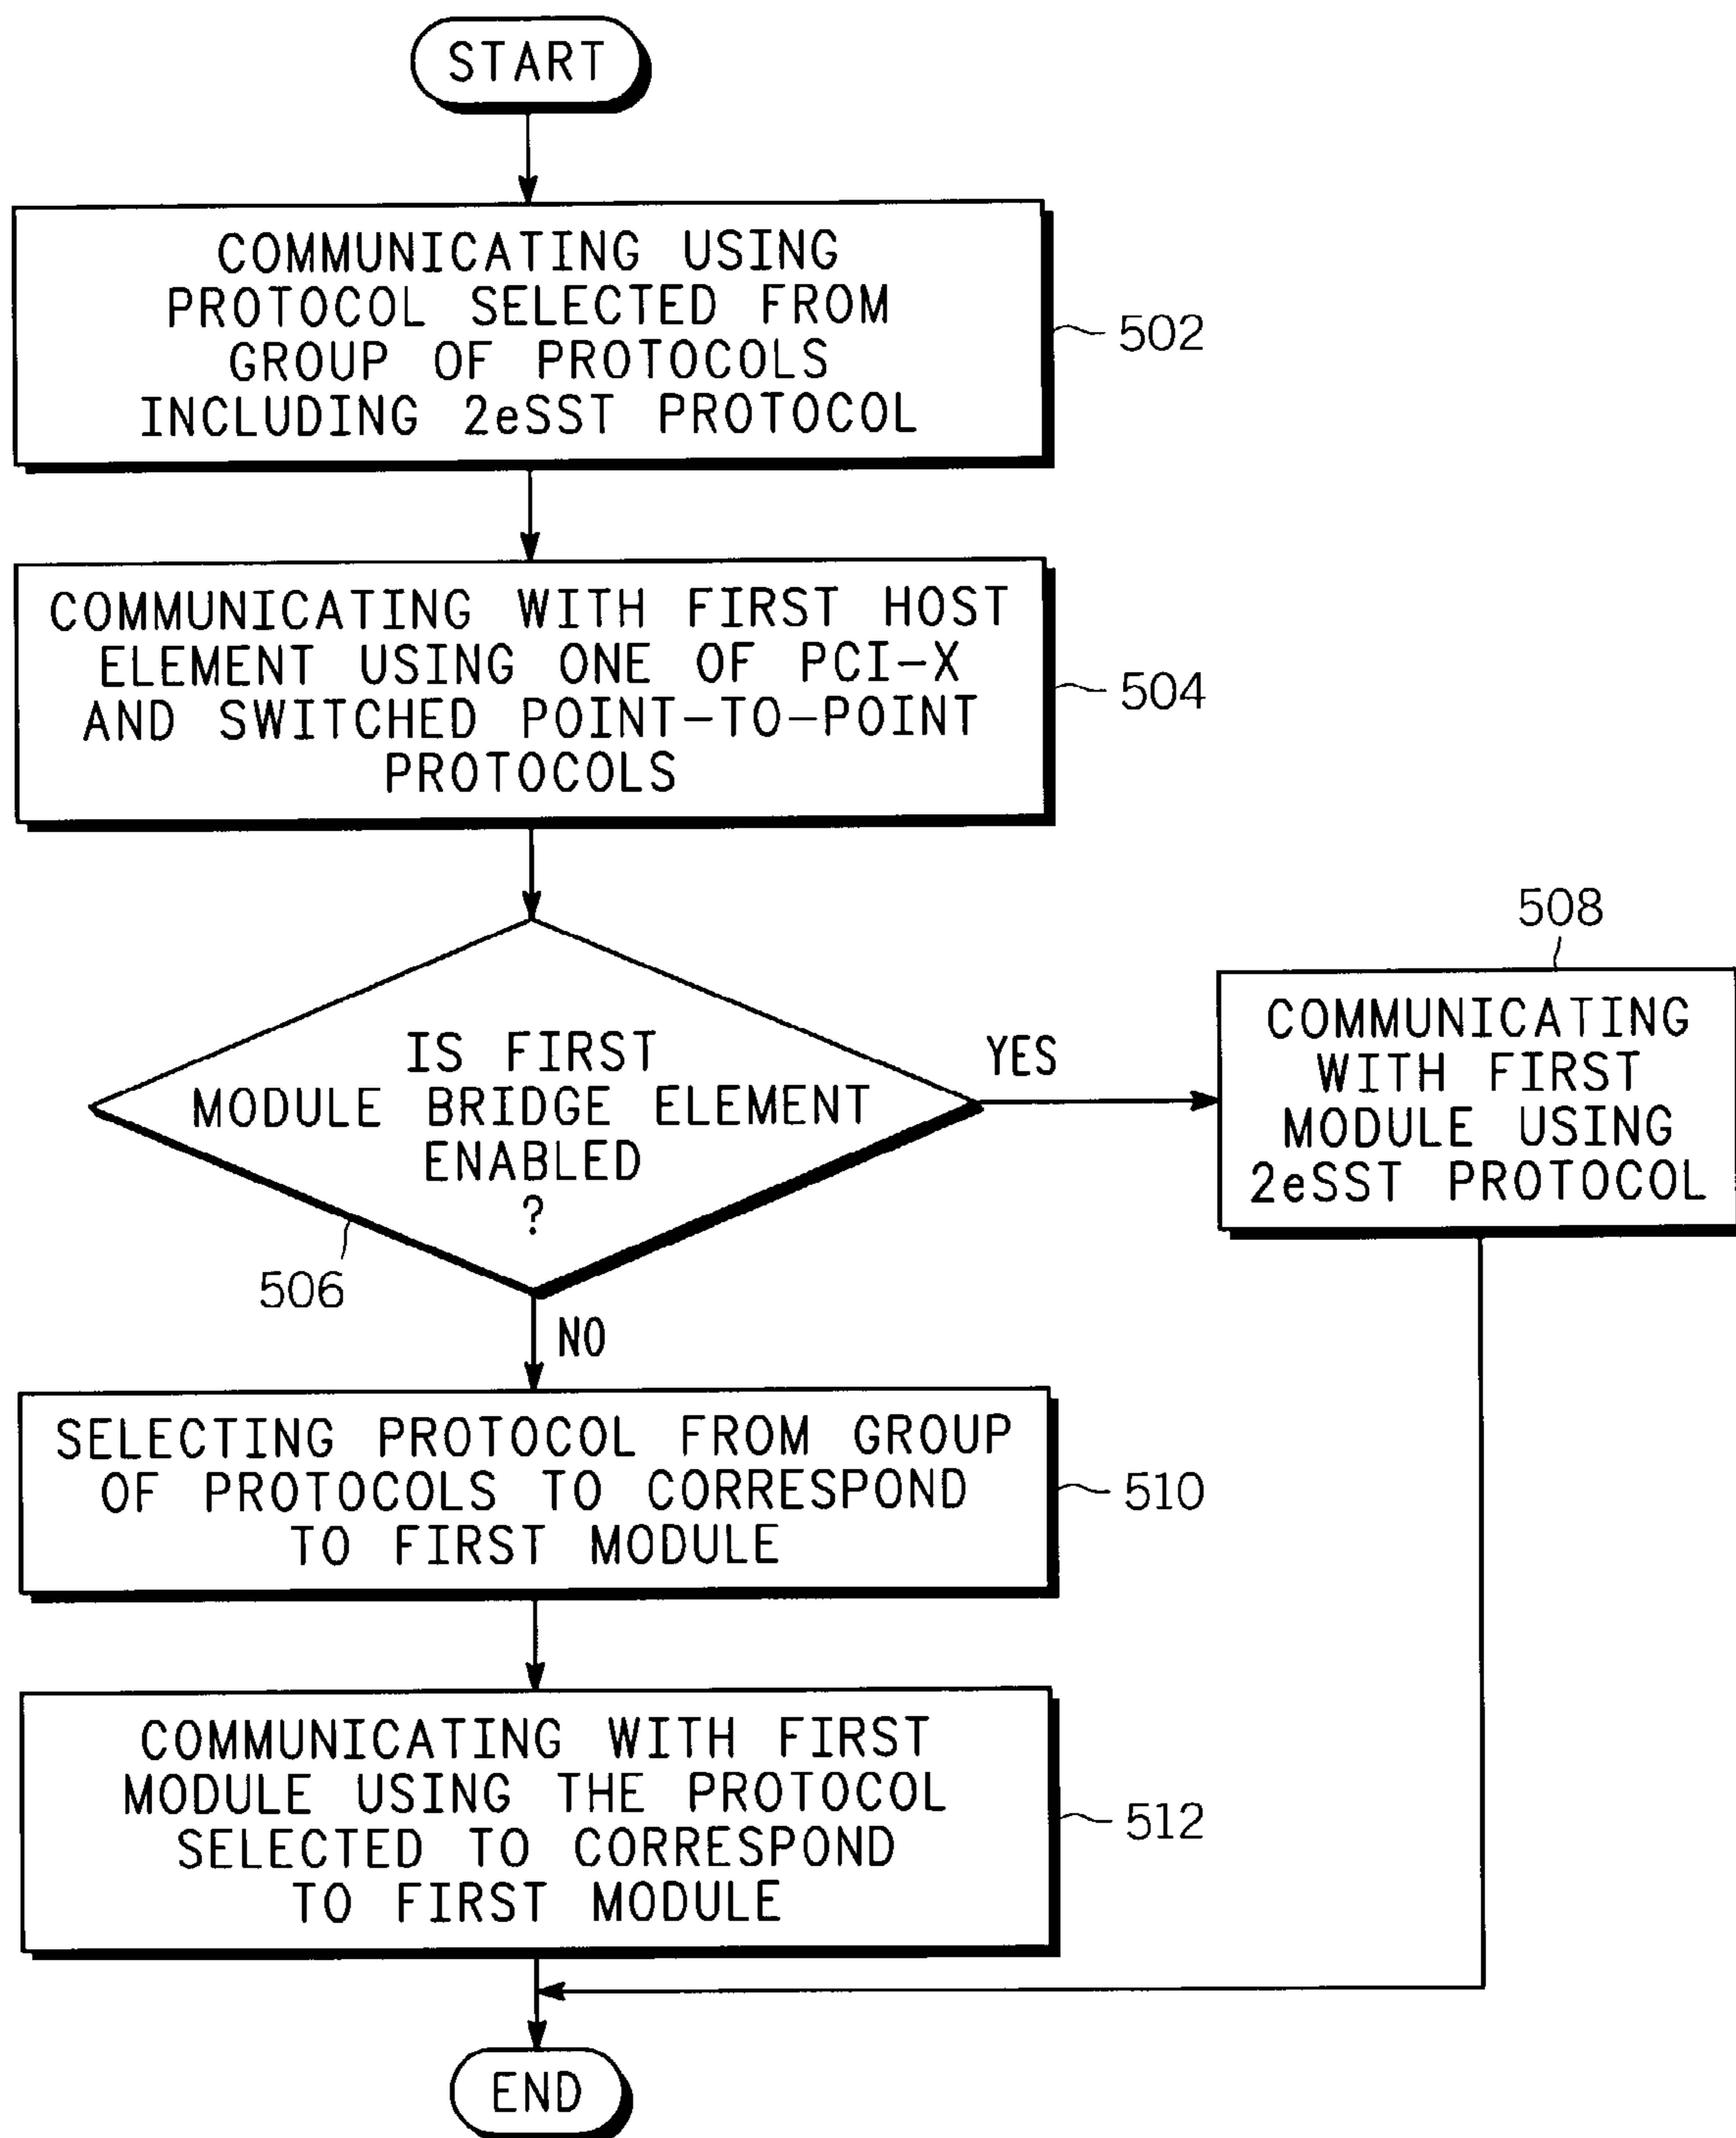 START
COMMUNICATING USING
PROTOCOL SELECTED FROM
GROUP OF PROTOCOLS
INCLUDING 2eSST PROTOCOL
502
COMMUNICATING WITH FIRST HOST
ELEMENT USING ONE OF PCI-X
AND SWITCHED POINT-TO-POINT
PROTOCOLS
504
IS FIRST
MODULE BRIDGE ELEMENT
ENABLED
?
506
YES
508
COMMUNICATING
WITH FIRST
MODULE USING
2eSST PROTOCOL
NO
SELECTING PROTOCOL FROM GROUP
OF PROTOCOLS TO CORRESPOND
TO FIRST MODULE
510
COMMUNICATING WITH FIRST
MODULE USING THE PROTOCOL
SELECTED TO CORRESPOND
TO FIRST MODULE
512
END